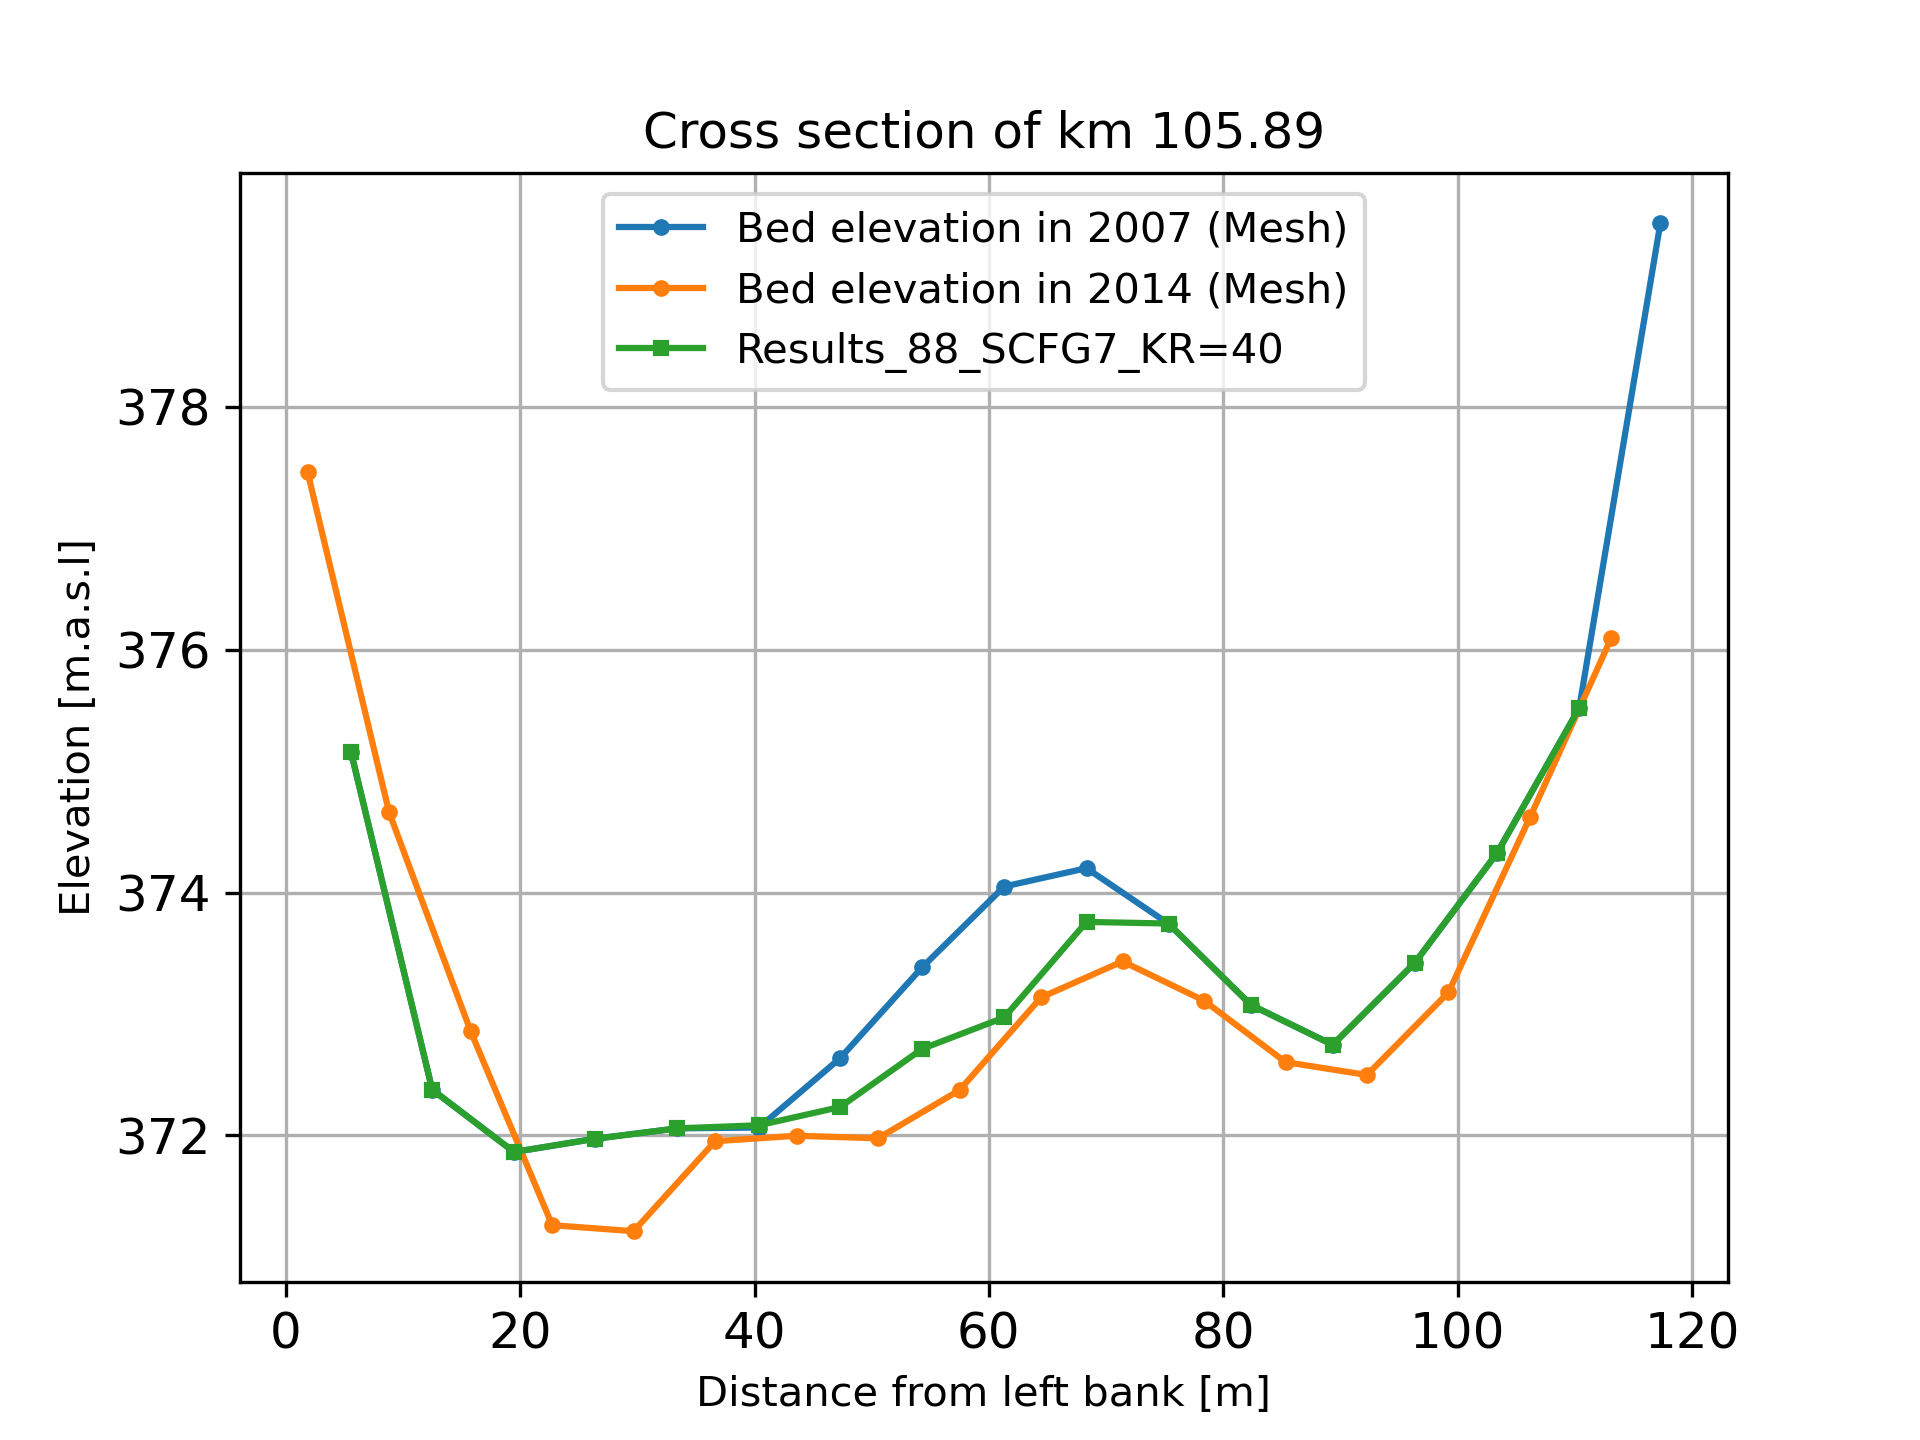 Cross section of km 105.89
Bed elevation in 2007 (Mesh)
Bed elevation in 2014 (Mesh)
Results_88_SCFG7_KR=40
Elevation [m.a.s.l]
378
376
374
372
0 20 40 60 80 100 120
Distance from left bank [m]